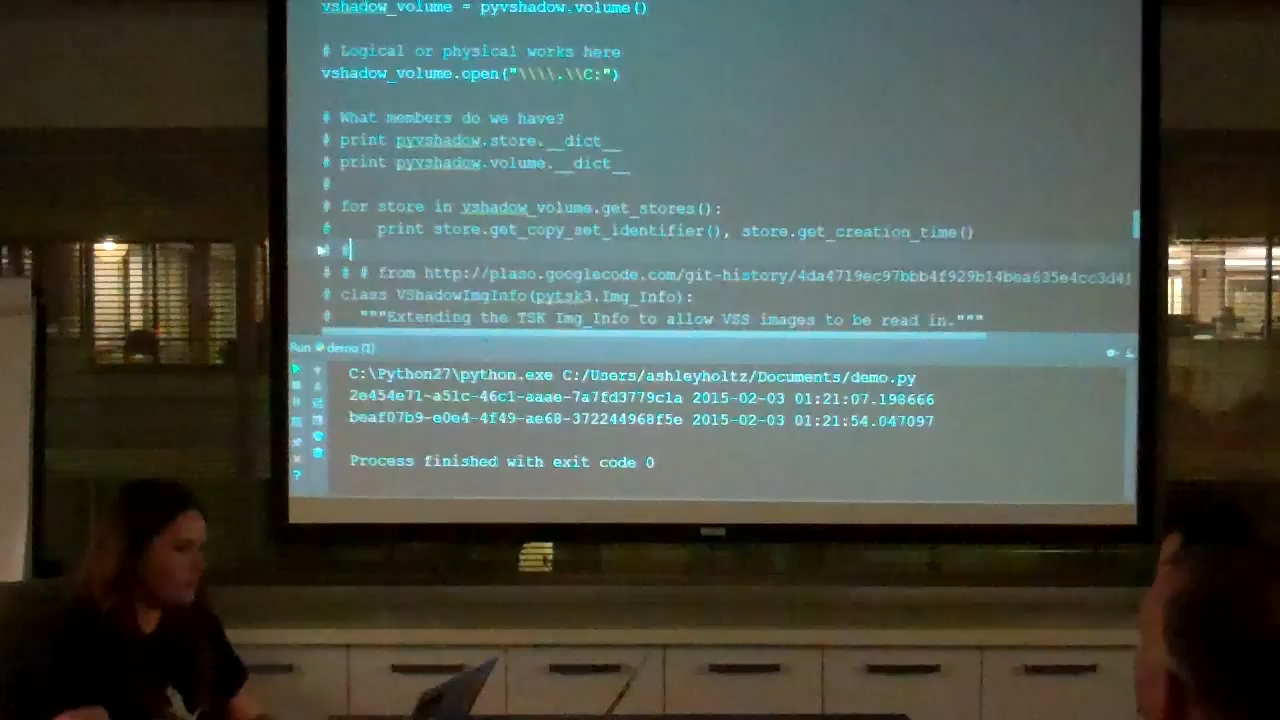 vshadow_volume = pyvshadow.volume()
# Logical or physical works here
vshadow_volume.open("\\\\.\\C:")
# What members do we have?
# print pyvshadow.store.__dict__
# print pyvshadow.volume.__dict__
#
# for store in vshadow_volume.get_stores():
#     print store.get_copy_set_identifier(), store.get_creation_time()
# #
# # # from http://plaso.googlecode.com/git-history/4da4719ec97bbb4f929b14bea635e4cc3d4
# class VShadowImgInfo(pytsk3.Img_Info):
#   """Extending the TSK Img_Info to allow VSS images to be read in."""
Run demo (1)
C:\Python27\python.exe C:/Users/ashleyholtz/Documents/demo.py
2e454e71-a51c-46c1-aaae-7a7fd3779c1a 2015-02-03 01:21:07.198666
beaf07b9-e0e4-4f49-ae68-372244968f5e 2015-02-03 01:21:54.047097
Process finished with exit code 0